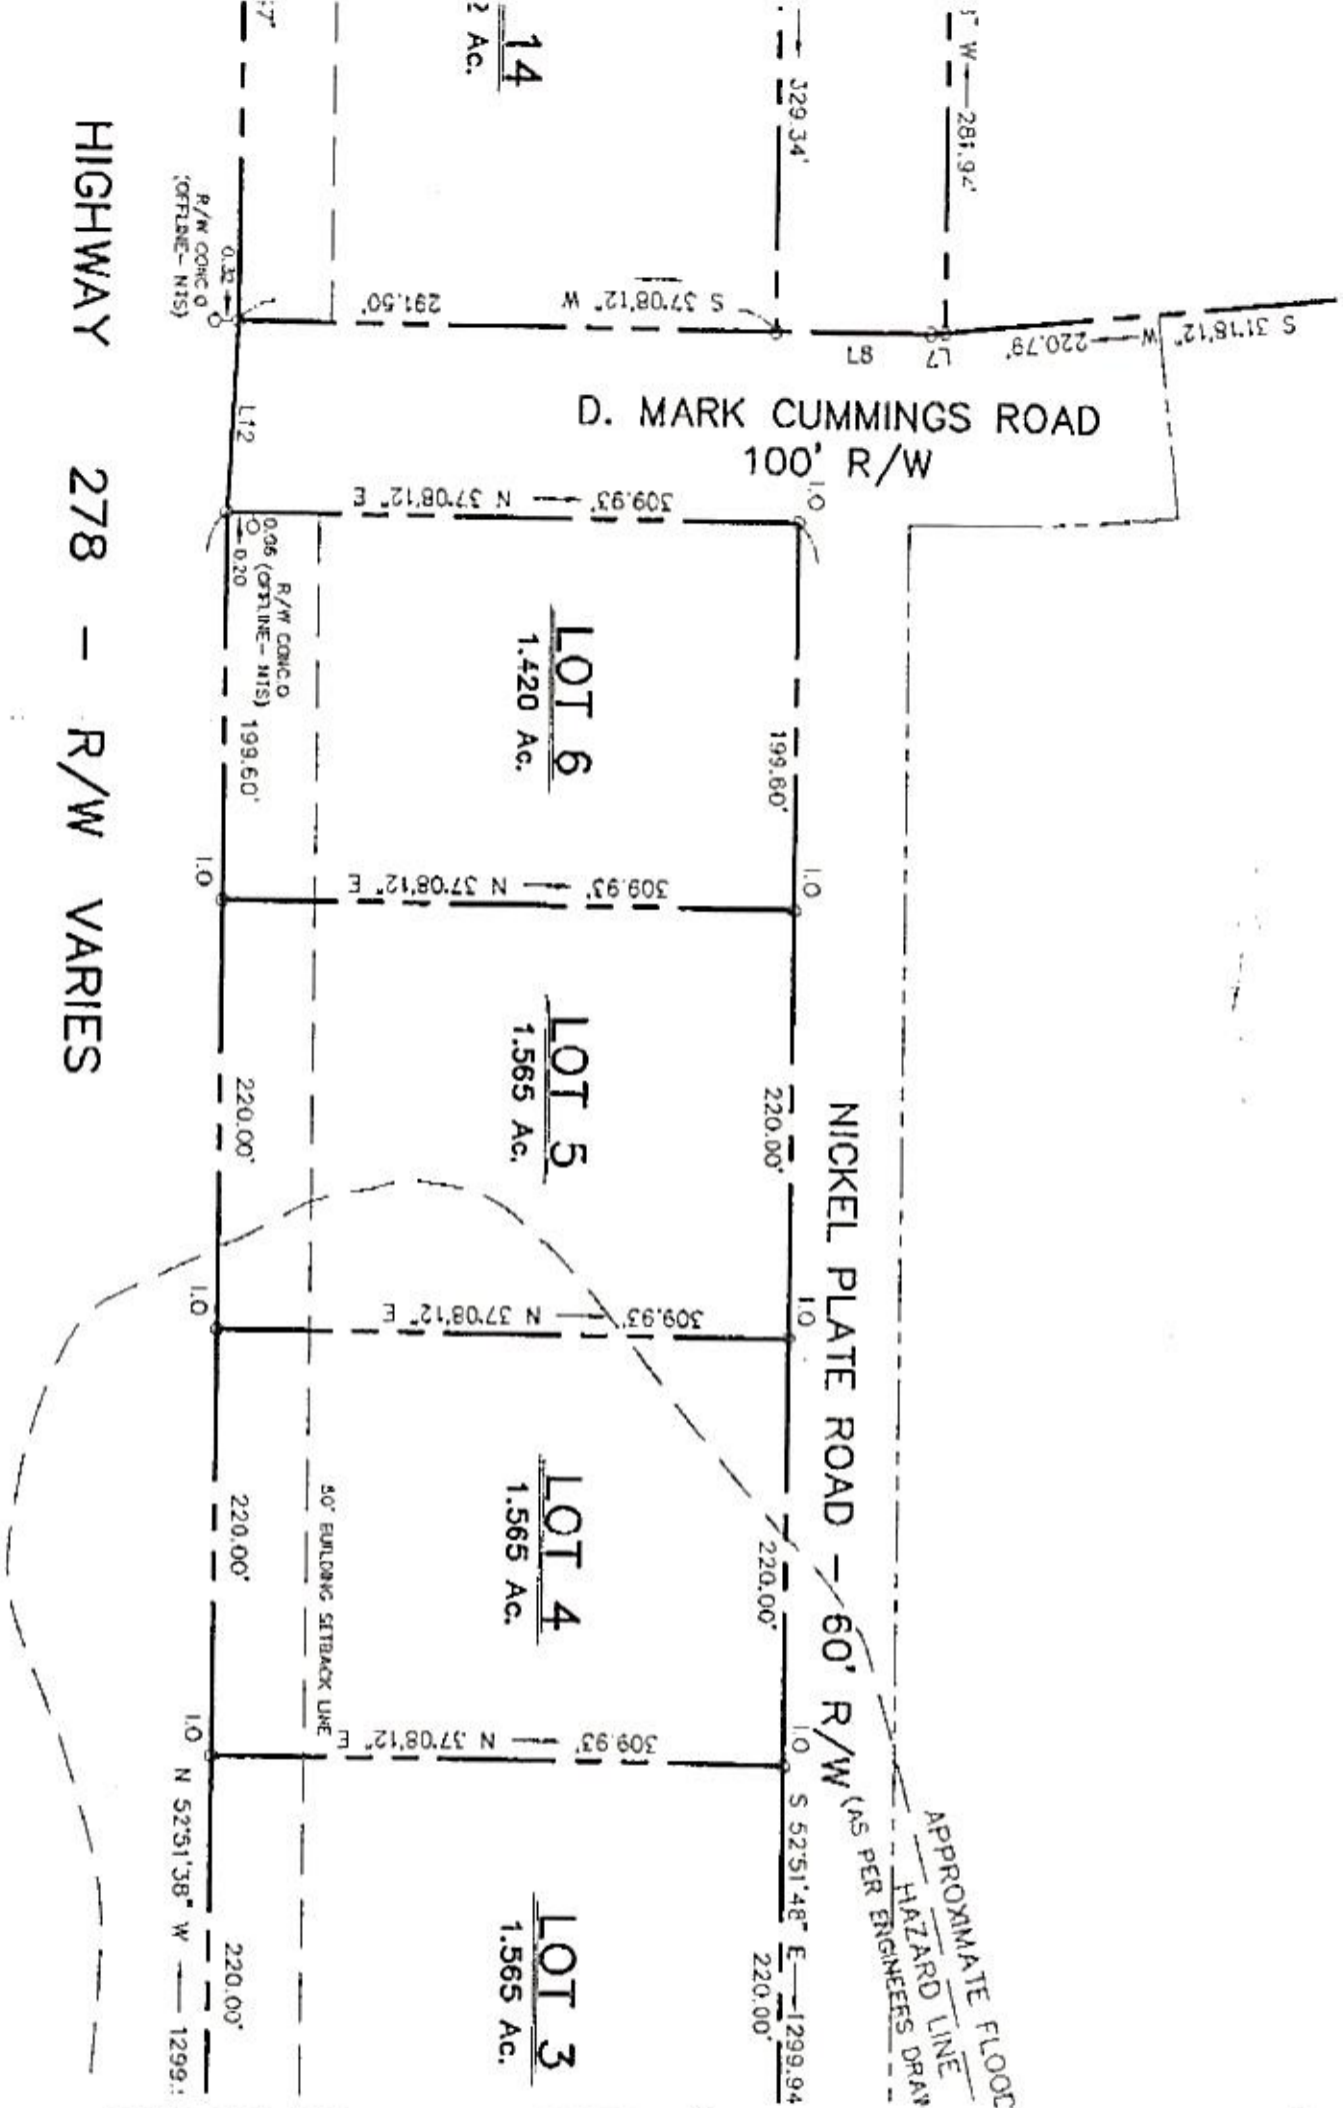 14
2 Ac.
329.34'
W — 281.94'
S 31°18'12" W — 220.79'
L7
L8
S 37°08'12" W
291.50'
R/W CONC.O
(OFFLINE- NTS)
0.32
L12
D. MARK CUMMINGS ROAD
100' R/W
N 37°08'12" E — 309.93'
I.O
0.20
0.06 (OFFLINE- NTS)
R/W CONC.O
LOT 6
1.420 Ac.
199.60'
199.60'
I.O
I.O
N 37°08'12" E — 309.93'
LOT 5
1.565 Ac.
220.00'
220.00'
I.O
I.O
N 37°08'12" E — 309.93'
LOT 4
1.565 Ac.
220.00'
220.00'
50' BUILDING SETBACK LINE
I.O
I.O
N 37°08'12" E — 309.93'
LOT 3
1.565 Ac.
220.00'
220.00'
S 52°51'48" E — 1299.94
N 52°51'38" W — 1299.
NICKEL PLATE ROAD - 60' R/W (AS PER ENGINEERS DRAW
APPROXIMATE FLOOD
HAZARD LINE
HIGHWAY 278 - R/W VARIES